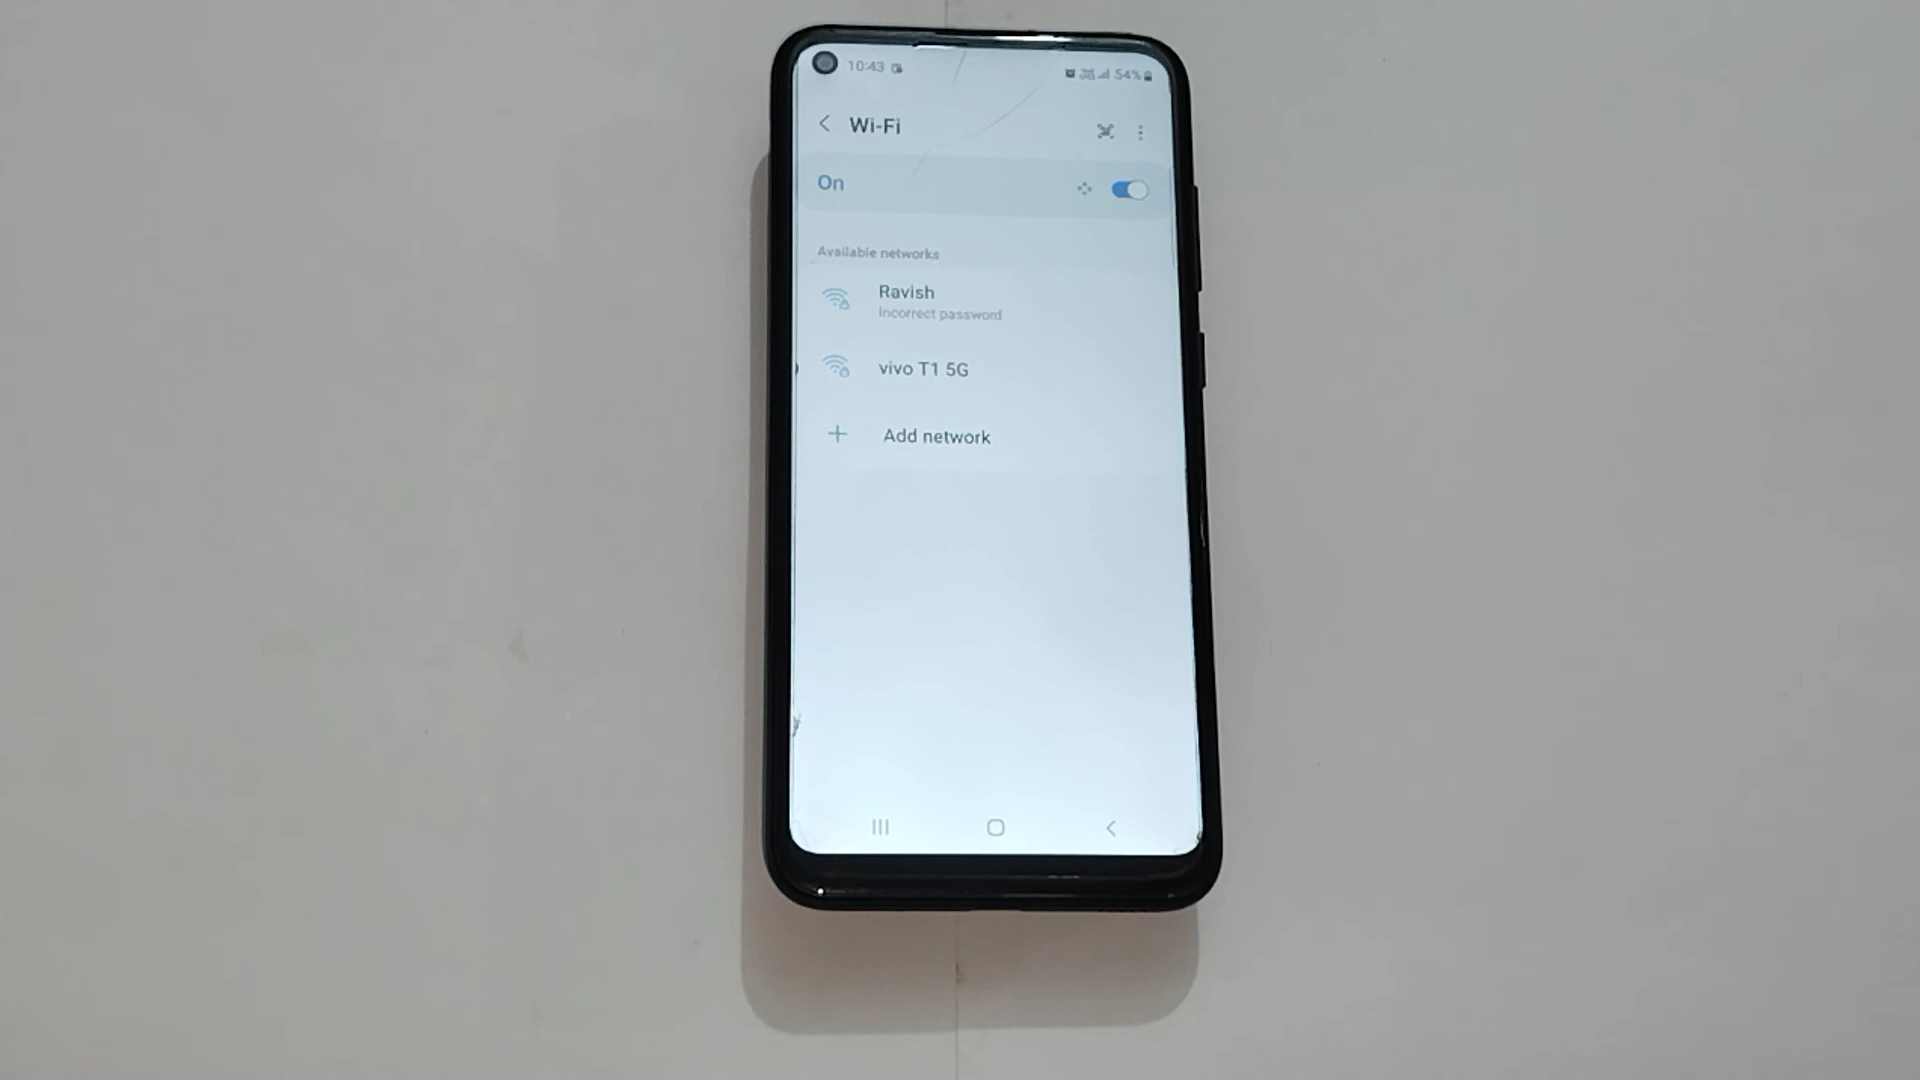 10:43
54%
Wi-Fi
On
Available networks
Ravish
Incorrect password
vivo T1 5G
Add network